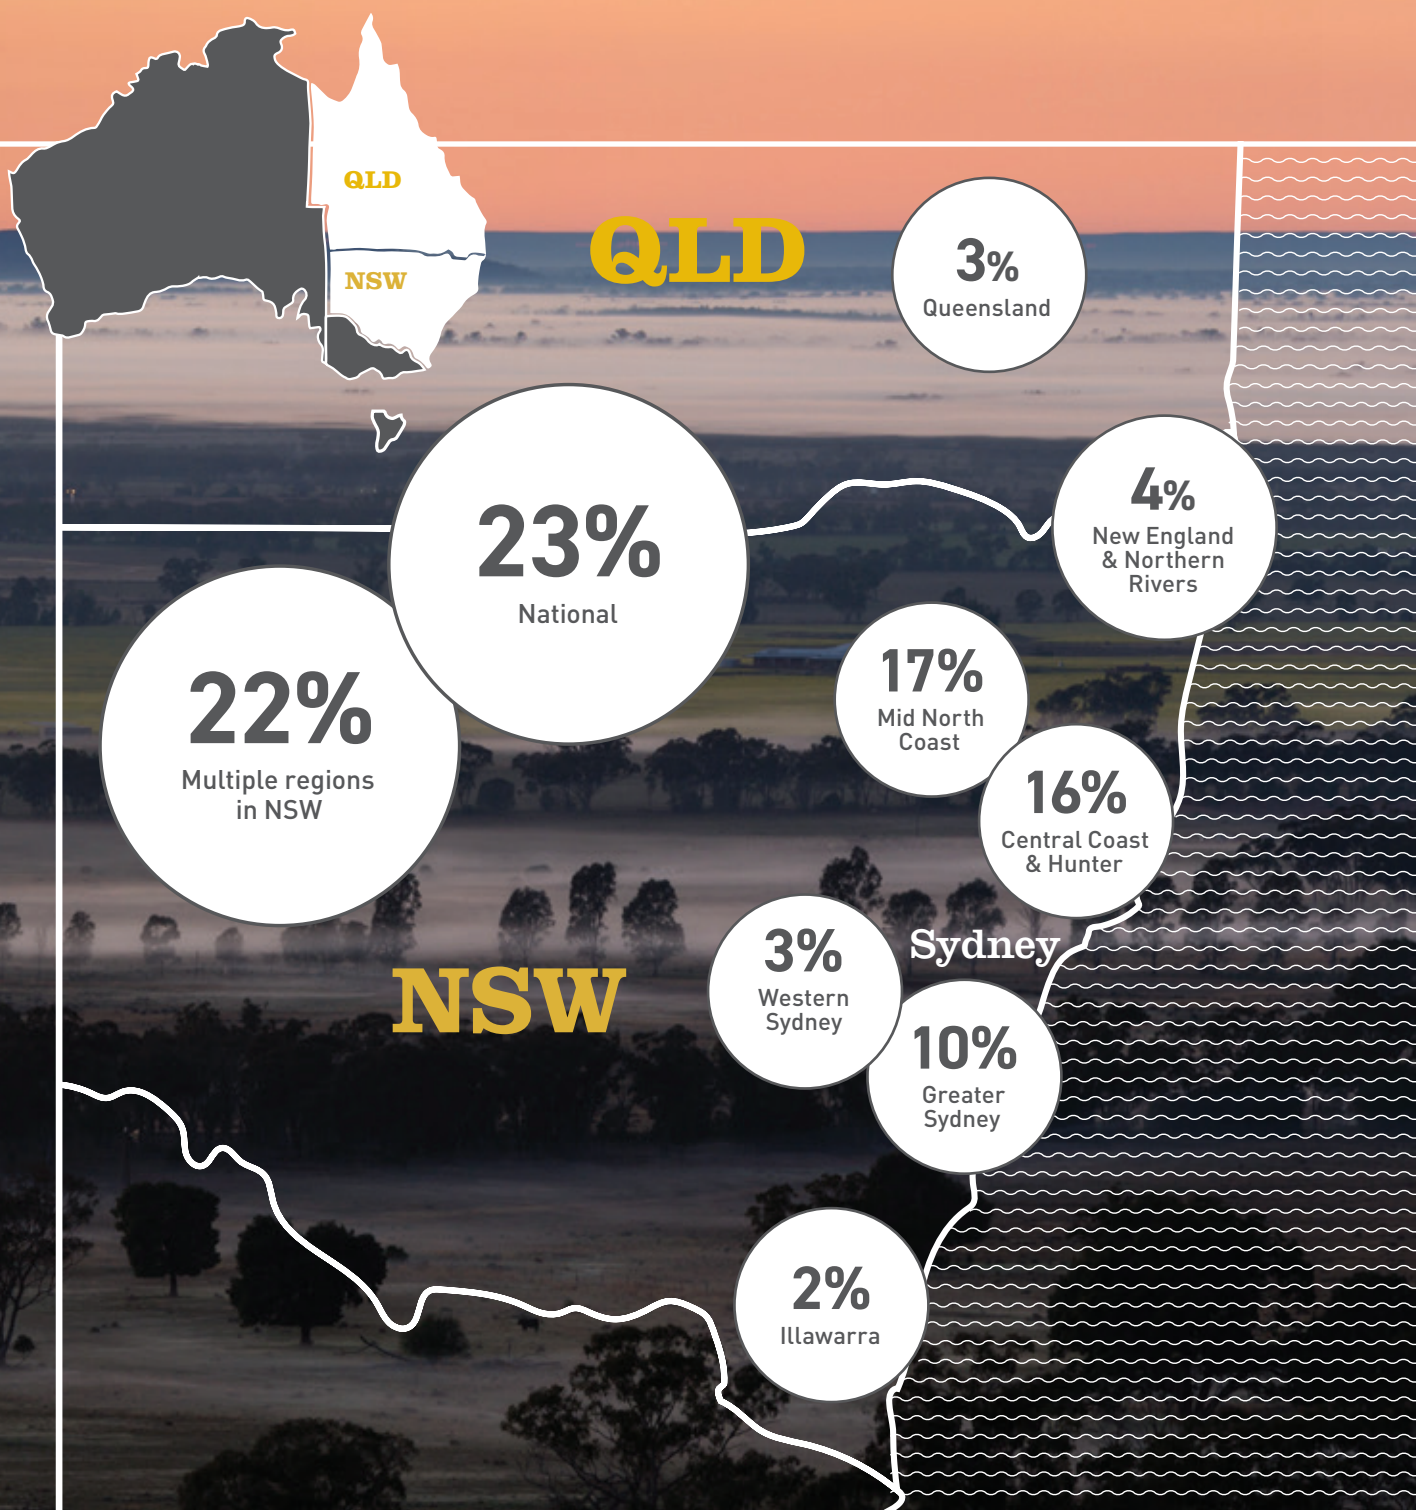 QLD
NSW
QLD
3%
Queensland
23%
National
4%
New England
& Northern
Rivers
22%
Multiple regions
in NSW
17%
Mid North
Coast
16%
Central Coast
& Hunter
NSW
3%
Western
Sydney
Sydney
10%
Greater
Sydney
2%
Illawarra